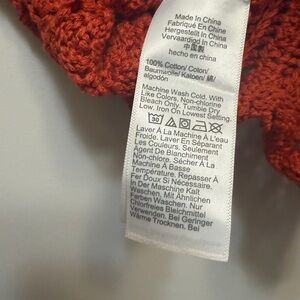 Made In China
Fabriqué En Chine
Hergestellt In China
Vervaardigd In China
中国製
hecho en china
100% Cotton/ Coton/
Baumwolle/ Katoen/ 綿/
algodón
Machine Wash Cold. With
Like Colors. Non-chlorine
Bleach Only. Tumble Dry
Low. Iron On Lowest Setting.
30
Laver À La Machine À L'eau
Froide. Laver En Séparant
Les Couleurs. Seulement
Agent De Blanchiment
Non-chlore. Sécher À La
Machine À Basse
Température. Repasser À
Fer Doux Si Nécessaire.
In Der Maschine Kalt
Waschen. Mit Ähnlichen
Farben Waschen. Nur
Chlorfreies Bleichmittel
Verwenden. Bei Geringer
Wärme Trocknen. Bei